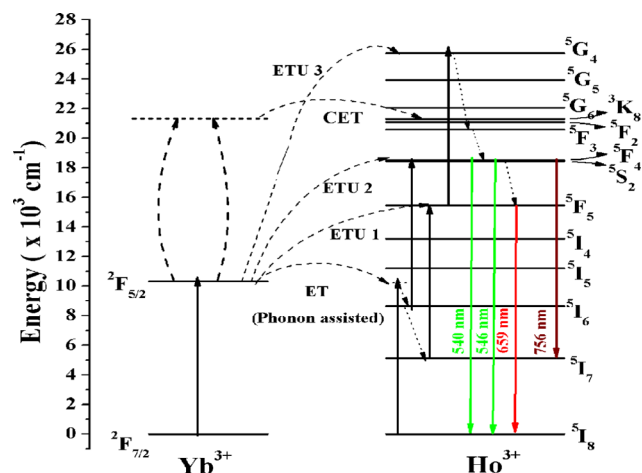 Energy ( x 10³ cm⁻¹)
28
26
24
22
20
18
16
14
12
10
8
6
4
2
0
²F₅/₂
²F₇/₂
Yb³⁺
ETU 3
CET
ETU 2
ETU 1
ET
(Phonon assisted)
540 nm
546 nm
659 nm
756 nm
⁵G₄
⁵G₅
⁵G₆
³K₈
⁵F₂
⁵F₃
⁵F₄
⁵S₂
⁵F₅
⁵I₄
⁵I₅
⁵I₆
⁵I₇
⁵I₈
Ho³⁺